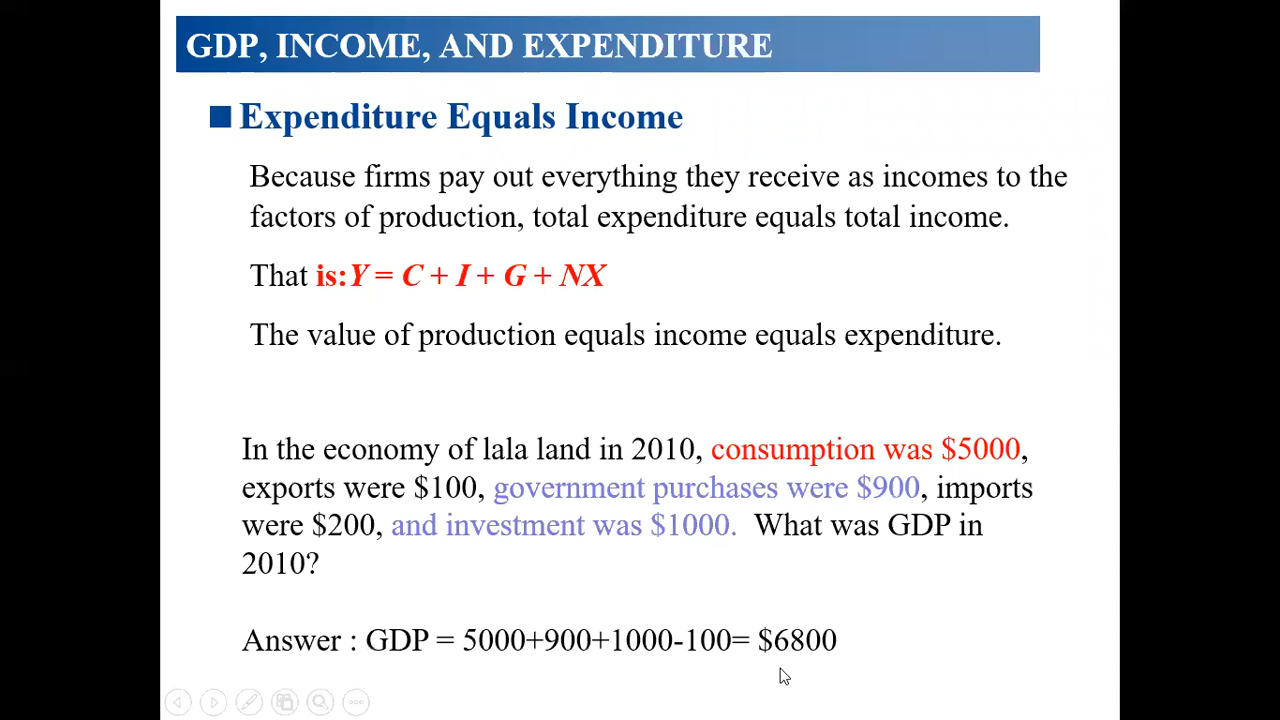 GDP, INCOME, AND EXPENDITURE
Expenditure Equals Income
Because firms pay out everything they receive as incomes to the
factors of production, total expenditure equals total income.
That is:Y = C + I + G + NX
The value of production equals income equals expenditure.
In the economy of lala land in 2010, consumption was $5000,
exports were $100, government purchases were $900, imports
were $200, and investment was $1000.  What was GDP in
2010?
Answer : GDP = 5000+900+1000-100= $6800